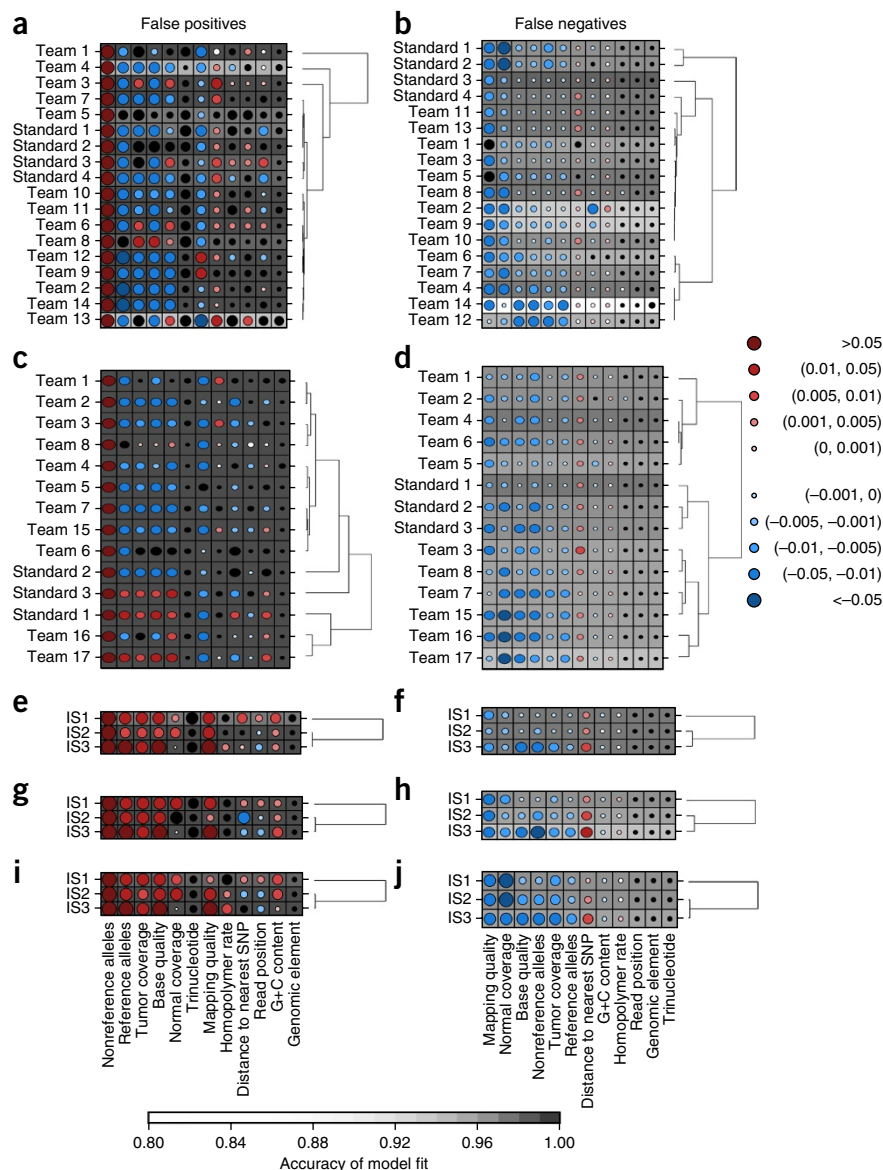 a
False positives
Team 1
Team 4
Team 3
Team 7
Team 5
Standard 1
Standard 2
Standard 3
Standard 4
Team 10
Team 11
Team 6
Team 8
Team 12
Team 9
Team 2
Team 14
Team 13
b
False negatives
Standard 1
Standard 2
Standard 3
Standard 4
Team 11
Team 13
Team 1
Team 3
Team 5
Team 8
Team 2
Team 9
Team 10
Team 6
Team 7
Team 4
Team 14
Team 12
c
Team 1
Team 2
Team 3
Team 8
Team 4
Team 5
Team 7
Team 15
Team 6
Standard 2
Standard 3
Standard 1
Team 16
Team 17
d
Team 1
Team 2
Team 4
Team 6
Team 5
Standard 1
Standard 2
Standard 3
Team 3
Team 8
Team 7
Team 15
Team 16
Team 17
>0.05
(0.01, 0.05)
(0.005, 0.01)
(0.001, 0.005)
(0, 0.001)
(−0.001, 0)
(−0.005, −0.001)
(−0.01, −0.005)
(−0.05, −0.01)
<−0.05
e
IS1
IS2
IS3
f
IS1
IS2
IS3
g
IS1
IS2
IS3
h
IS1
IS2
IS3
i
IS1
IS2
IS3
j
IS1
IS2
IS3
Nonreference alleles
Reference alleles
Tumor coverage
Base quality
Normal coverage
Trinucleotide
Mapping quality
Homopolymer rate
Distance to nearest SNP
Read position
G+C content
Genomic element
Mapping quality
Normal coverage
Base quality
Nonreference alleles
Tumor coverage
Reference alleles
Distance to nearest SNP
G+C content
Homopolymer rate
Read position
Genomic element
Trinucleotide
0.80
0.84
0.88
0.92
0.96
1.00
Accuracy of model fit